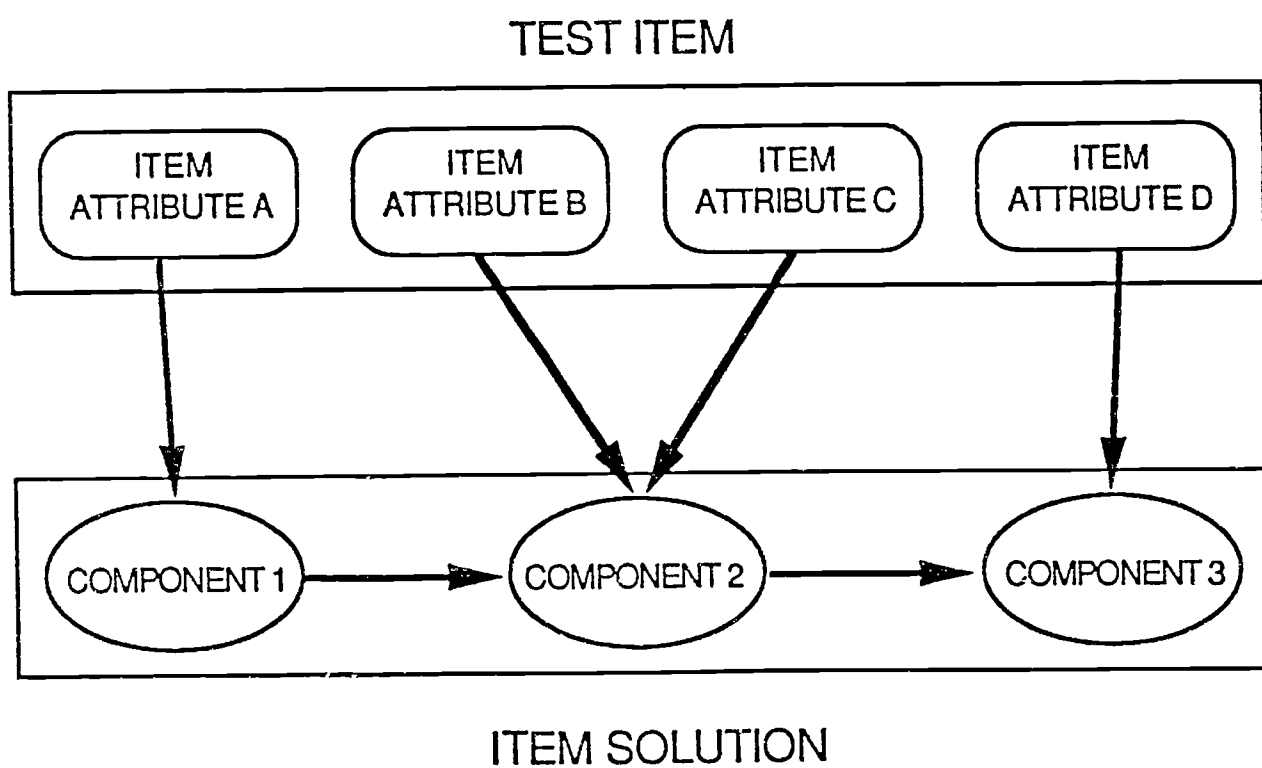 TEST ITEM
ITEM
ATTRIBUTE A
ITEM
ATTRIBUTE B
ITEM
ATTRIBUTE C
ITEM
ATTRIBUTE D
COMPONENT 1
COMPONENT 2
COMPONENT 3
ITEM SOLUTION